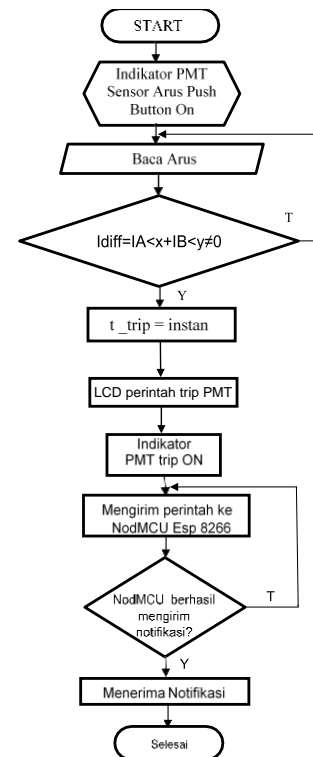 START
Indikator PMT
Sensor Arus Push
Button On
Baca Arus
T
Idiff=IA<x+IB<y≠0
Y
t _trip = instan
LCD perintah trip PMT
Indikator
PMT trip ON
Mengirim perintah ke
NodMCU Esp 8266
NodMCU berhasil
mengirim
notifikasi?
T
Y
Menerima Notifikasi
Selesai